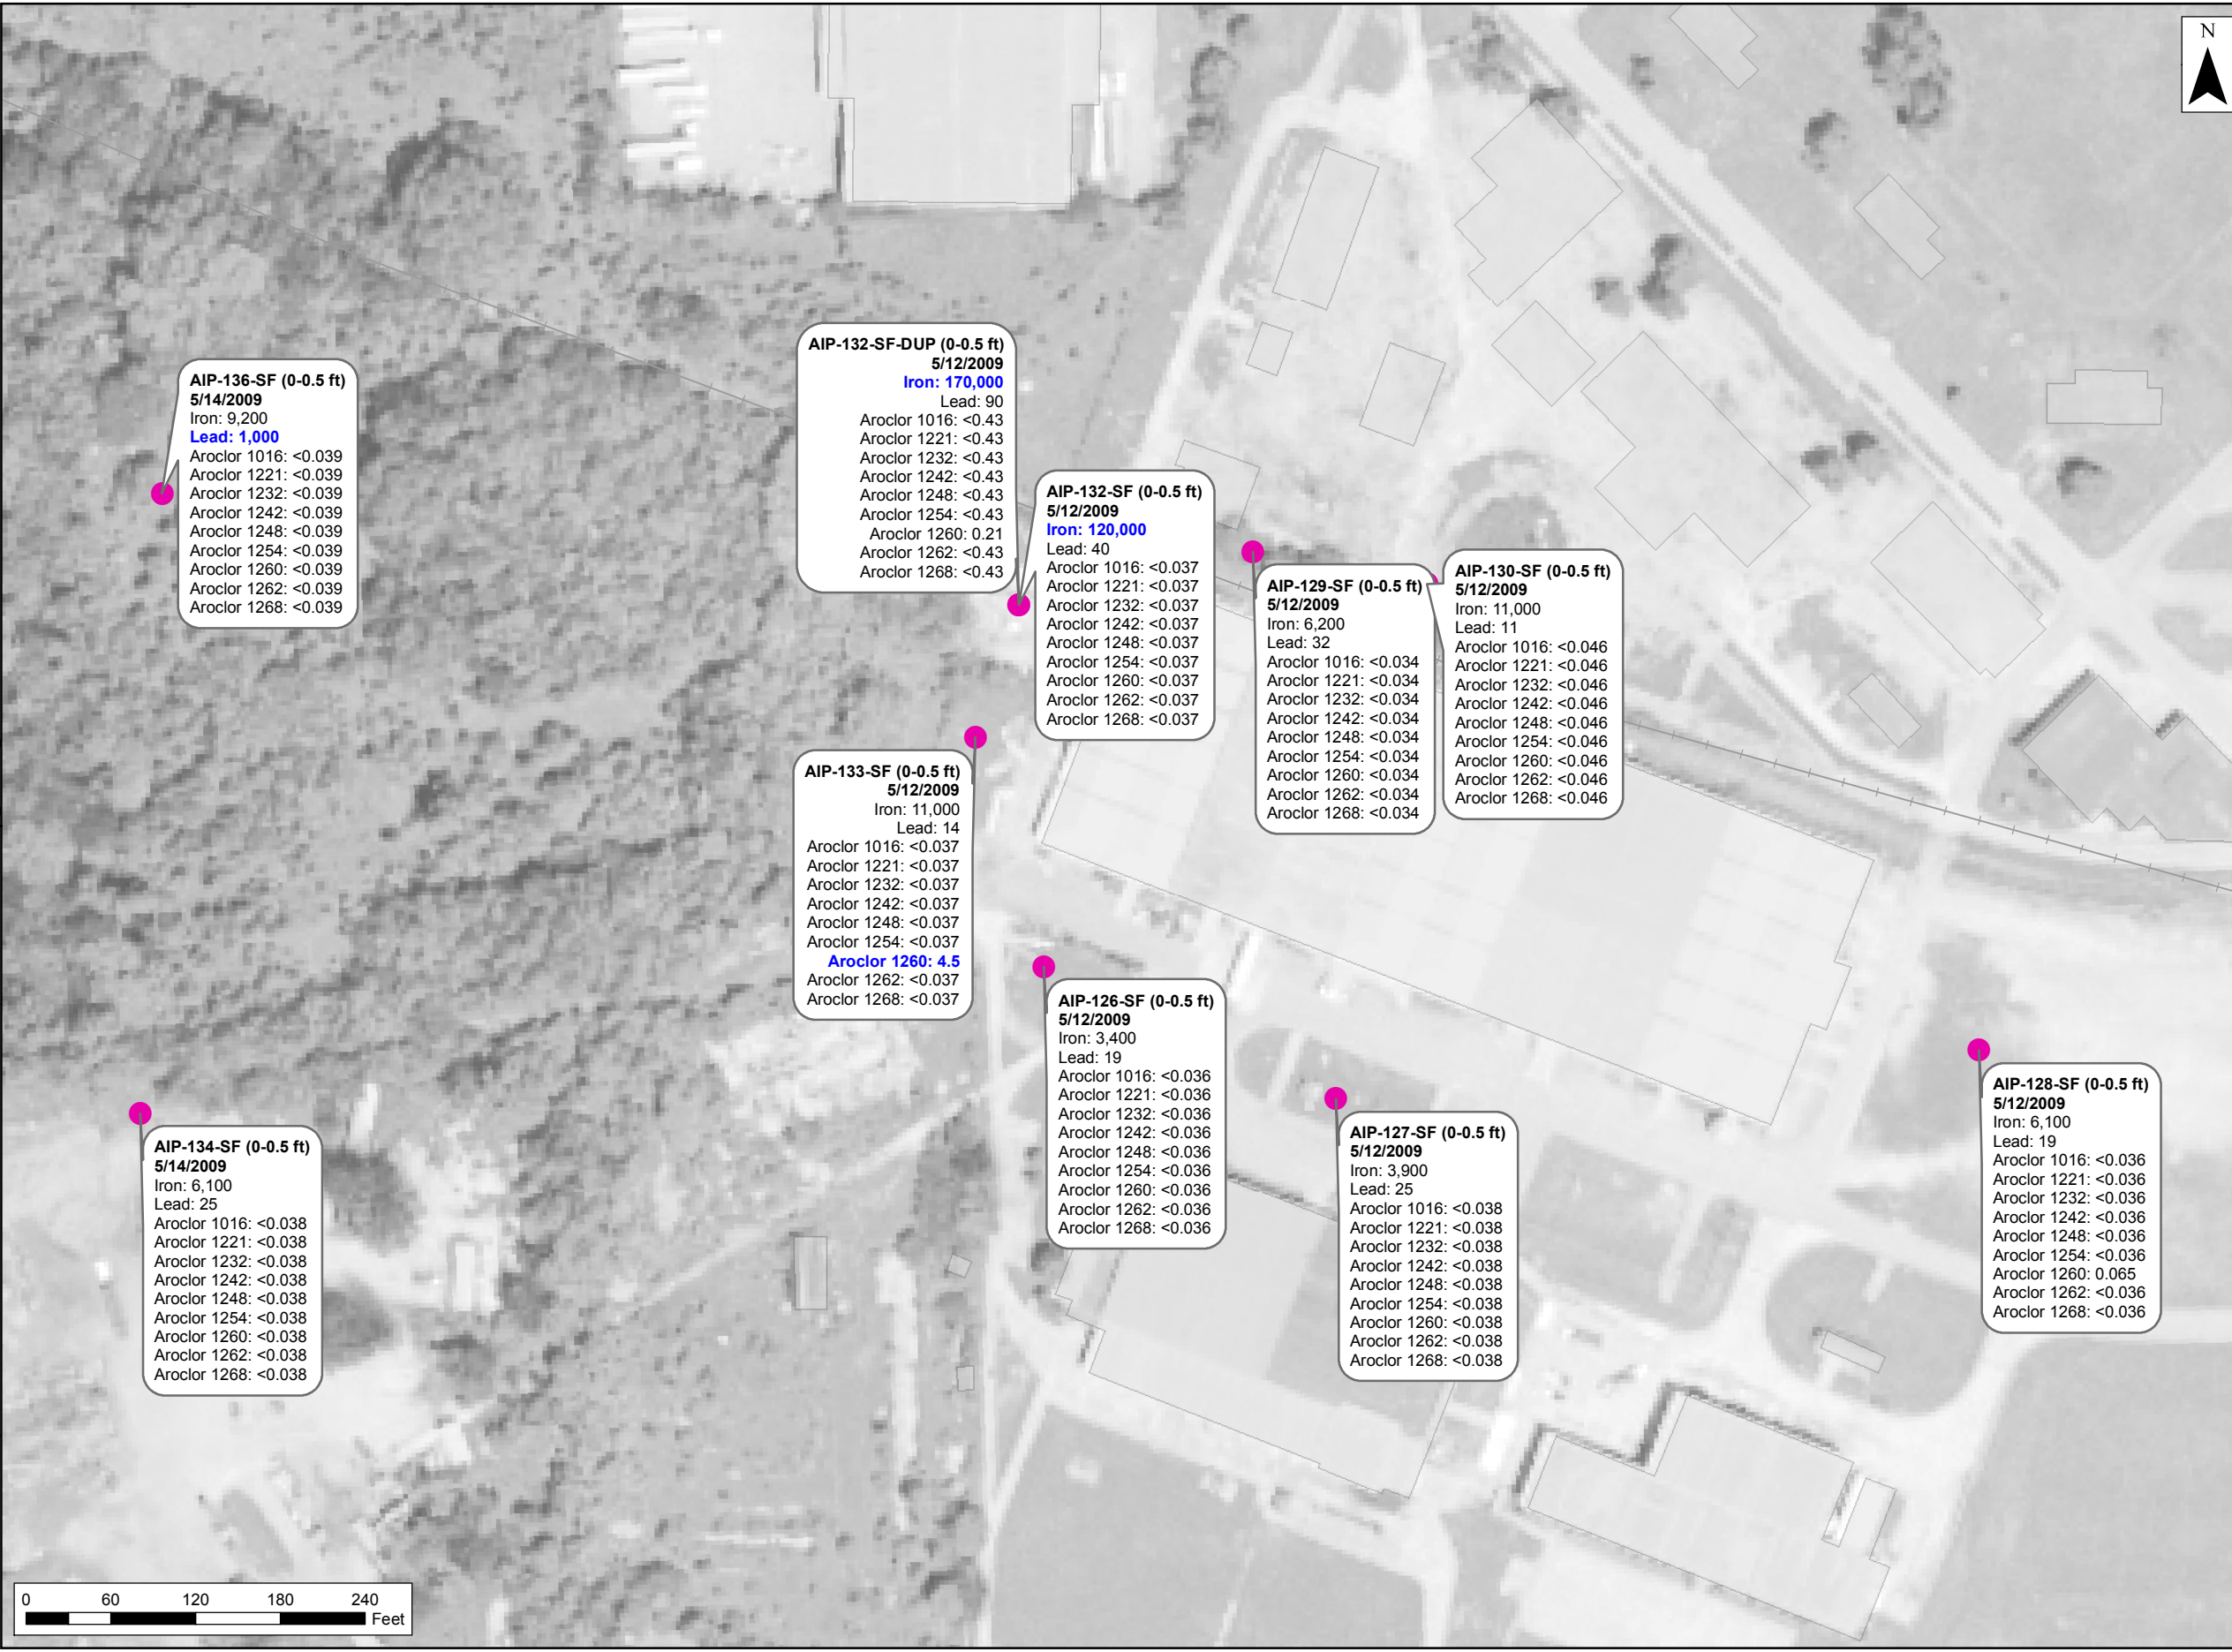 N
AIP-136-SF (0-0.5 ft)
5/14/2009
Iron: 9,200
Lead: 1,000
Aroclor 1016: <0.039
Aroclor 1221: <0.039
Aroclor 1232: <0.039
Aroclor 1242: <0.039
Aroclor 1248: <0.039
Aroclor 1254: <0.039
Aroclor 1260: <0.039
Aroclor 1262: <0.039
Aroclor 1268: <0.039
AIP-132-SF-DUP (0-0.5 ft)
5/12/2009
Iron: 170,000
Lead: 90
Aroclor 1016: <0.43
Aroclor 1221: <0.43
Aroclor 1232: <0.43
Aroclor 1242: <0.43
Aroclor 1248: <0.43
Aroclor 1254: <0.43
Aroclor 1260: 0.21
Aroclor 1262: <0.43
Aroclor 1268: <0.43
AIP-132-SF (0-0.5 ft)
5/12/2009
Iron: 120,000
Lead: 40
Aroclor 1016: <0.037
Aroclor 1221: <0.037
Aroclor 1232: <0.037
Aroclor 1242: <0.037
Aroclor 1248: <0.037
Aroclor 1254: <0.037
Aroclor 1260: <0.037
Aroclor 1262: <0.037
Aroclor 1268: <0.037
AIP-129-SF (0-0.5 ft)
5/12/2009
Iron: 6,200
Lead: 32
Aroclor 1016: <0.034
Aroclor 1221: <0.034
Aroclor 1232: <0.034
Aroclor 1242: <0.034
Aroclor 1248: <0.034
Aroclor 1254: <0.034
Aroclor 1260: <0.034
Aroclor 1262: <0.034
Aroclor 1268: <0.034
AIP-130-SF (0-0.5 ft)
5/12/2009
Iron: 11,000
Lead: 11
Aroclor 1016: <0.046
Aroclor 1221: <0.046
Aroclor 1232: <0.046
Aroclor 1242: <0.046
Aroclor 1248: <0.046
Aroclor 1254: <0.046
Aroclor 1260: <0.046
Aroclor 1262: <0.046
Aroclor 1268: <0.046
AIP-133-SF (0-0.5 ft)
5/12/2009
Iron: 11,000
Lead: 14
Aroclor 1016: <0.037
Aroclor 1221: <0.037
Aroclor 1232: <0.037
Aroclor 1242: <0.037
Aroclor 1248: <0.037
Aroclor 1254: <0.037
Aroclor 1260: 4.5
Aroclor 1262: <0.037
Aroclor 1268: <0.037
AIP-126-SF (0-0.5 ft)
5/12/2009
Iron: 3,400
Lead: 19
Aroclor 1016: <0.036
Aroclor 1221: <0.036
Aroclor 1232: <0.036
Aroclor 1242: <0.036
Aroclor 1248: <0.036
Aroclor 1254: <0.036
Aroclor 1260: <0.036
Aroclor 1262: <0.036
Aroclor 1268: <0.036
AIP-128-SF (0-0.5 ft)
5/12/2009
Iron: 6,100
Lead: 19
Aroclor 1016: <0.036
Aroclor 1221: <0.036
Aroclor 1232: <0.036
Aroclor 1242: <0.036
Aroclor 1248: <0.036
Aroclor 1254: <0.036
Aroclor 1260: 0.065
Aroclor 1262: <0.036
Aroclor 1268: <0.036
AIP-127-SF (0-0.5 ft)
5/12/2009
Iron: 3,900
Lead: 25
Aroclor 1016: <0.038
Aroclor 1221: <0.038
Aroclor 1232: <0.038
Aroclor 1242: <0.038
Aroclor 1248: <0.038
Aroclor 1254: <0.038
Aroclor 1260: <0.038
Aroclor 1262: <0.038
Aroclor 1268: <0.038
AIP-134-SF (0-0.5 ft)
5/14/2009
Iron: 6,100
Lead: 25
Aroclor 1016: <0.038
Aroclor 1221: <0.038
Aroclor 1232: <0.038
Aroclor 1242: <0.038
Aroclor 1248: <0.038
Aroclor 1254: <0.038
Aroclor 1260: <0.038
Aroclor 1262: <0.038
Aroclor 1268: <0.038
0 60 120 180 240
Feet